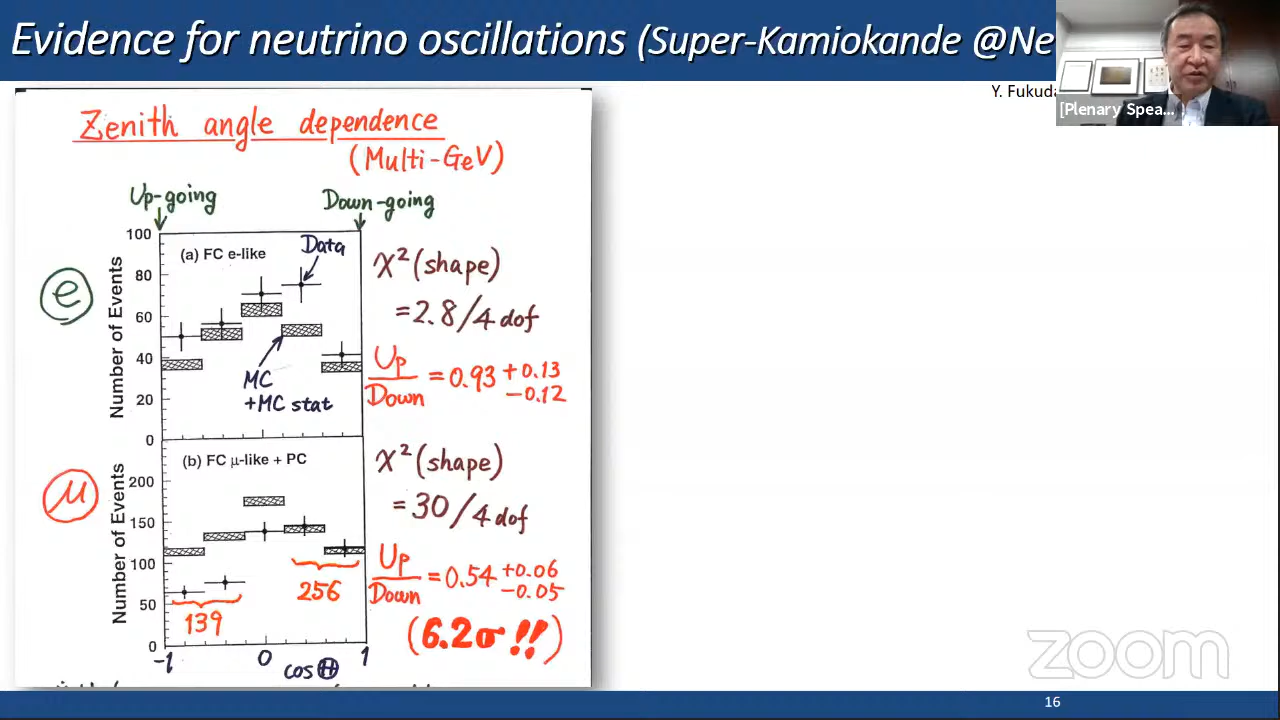 Evidence for neutrino oscillations (Super-Kamiokande @Ne
Y. Fukuda
[Plenary Spea...
Zenith angle dependence
(Multi-GeV)
Up-going
Down-going
100
80
60
40
20
0
Number of Events
(a) FC e-like
Data
MC
+MC stat
e
χ²(shape)
=2.8/4 dof
Up
Down
=0.93 +0.13
-0.12
200
150
100
50
0
Number of Events
(b) FC μ-like + PC
μ
139
256
-1
0
1
cosΘ
χ²(shape)
=30/4 dof
Up
Down
=0.54 +0.06
-0.05
(6.2σ!!)
zoom
16